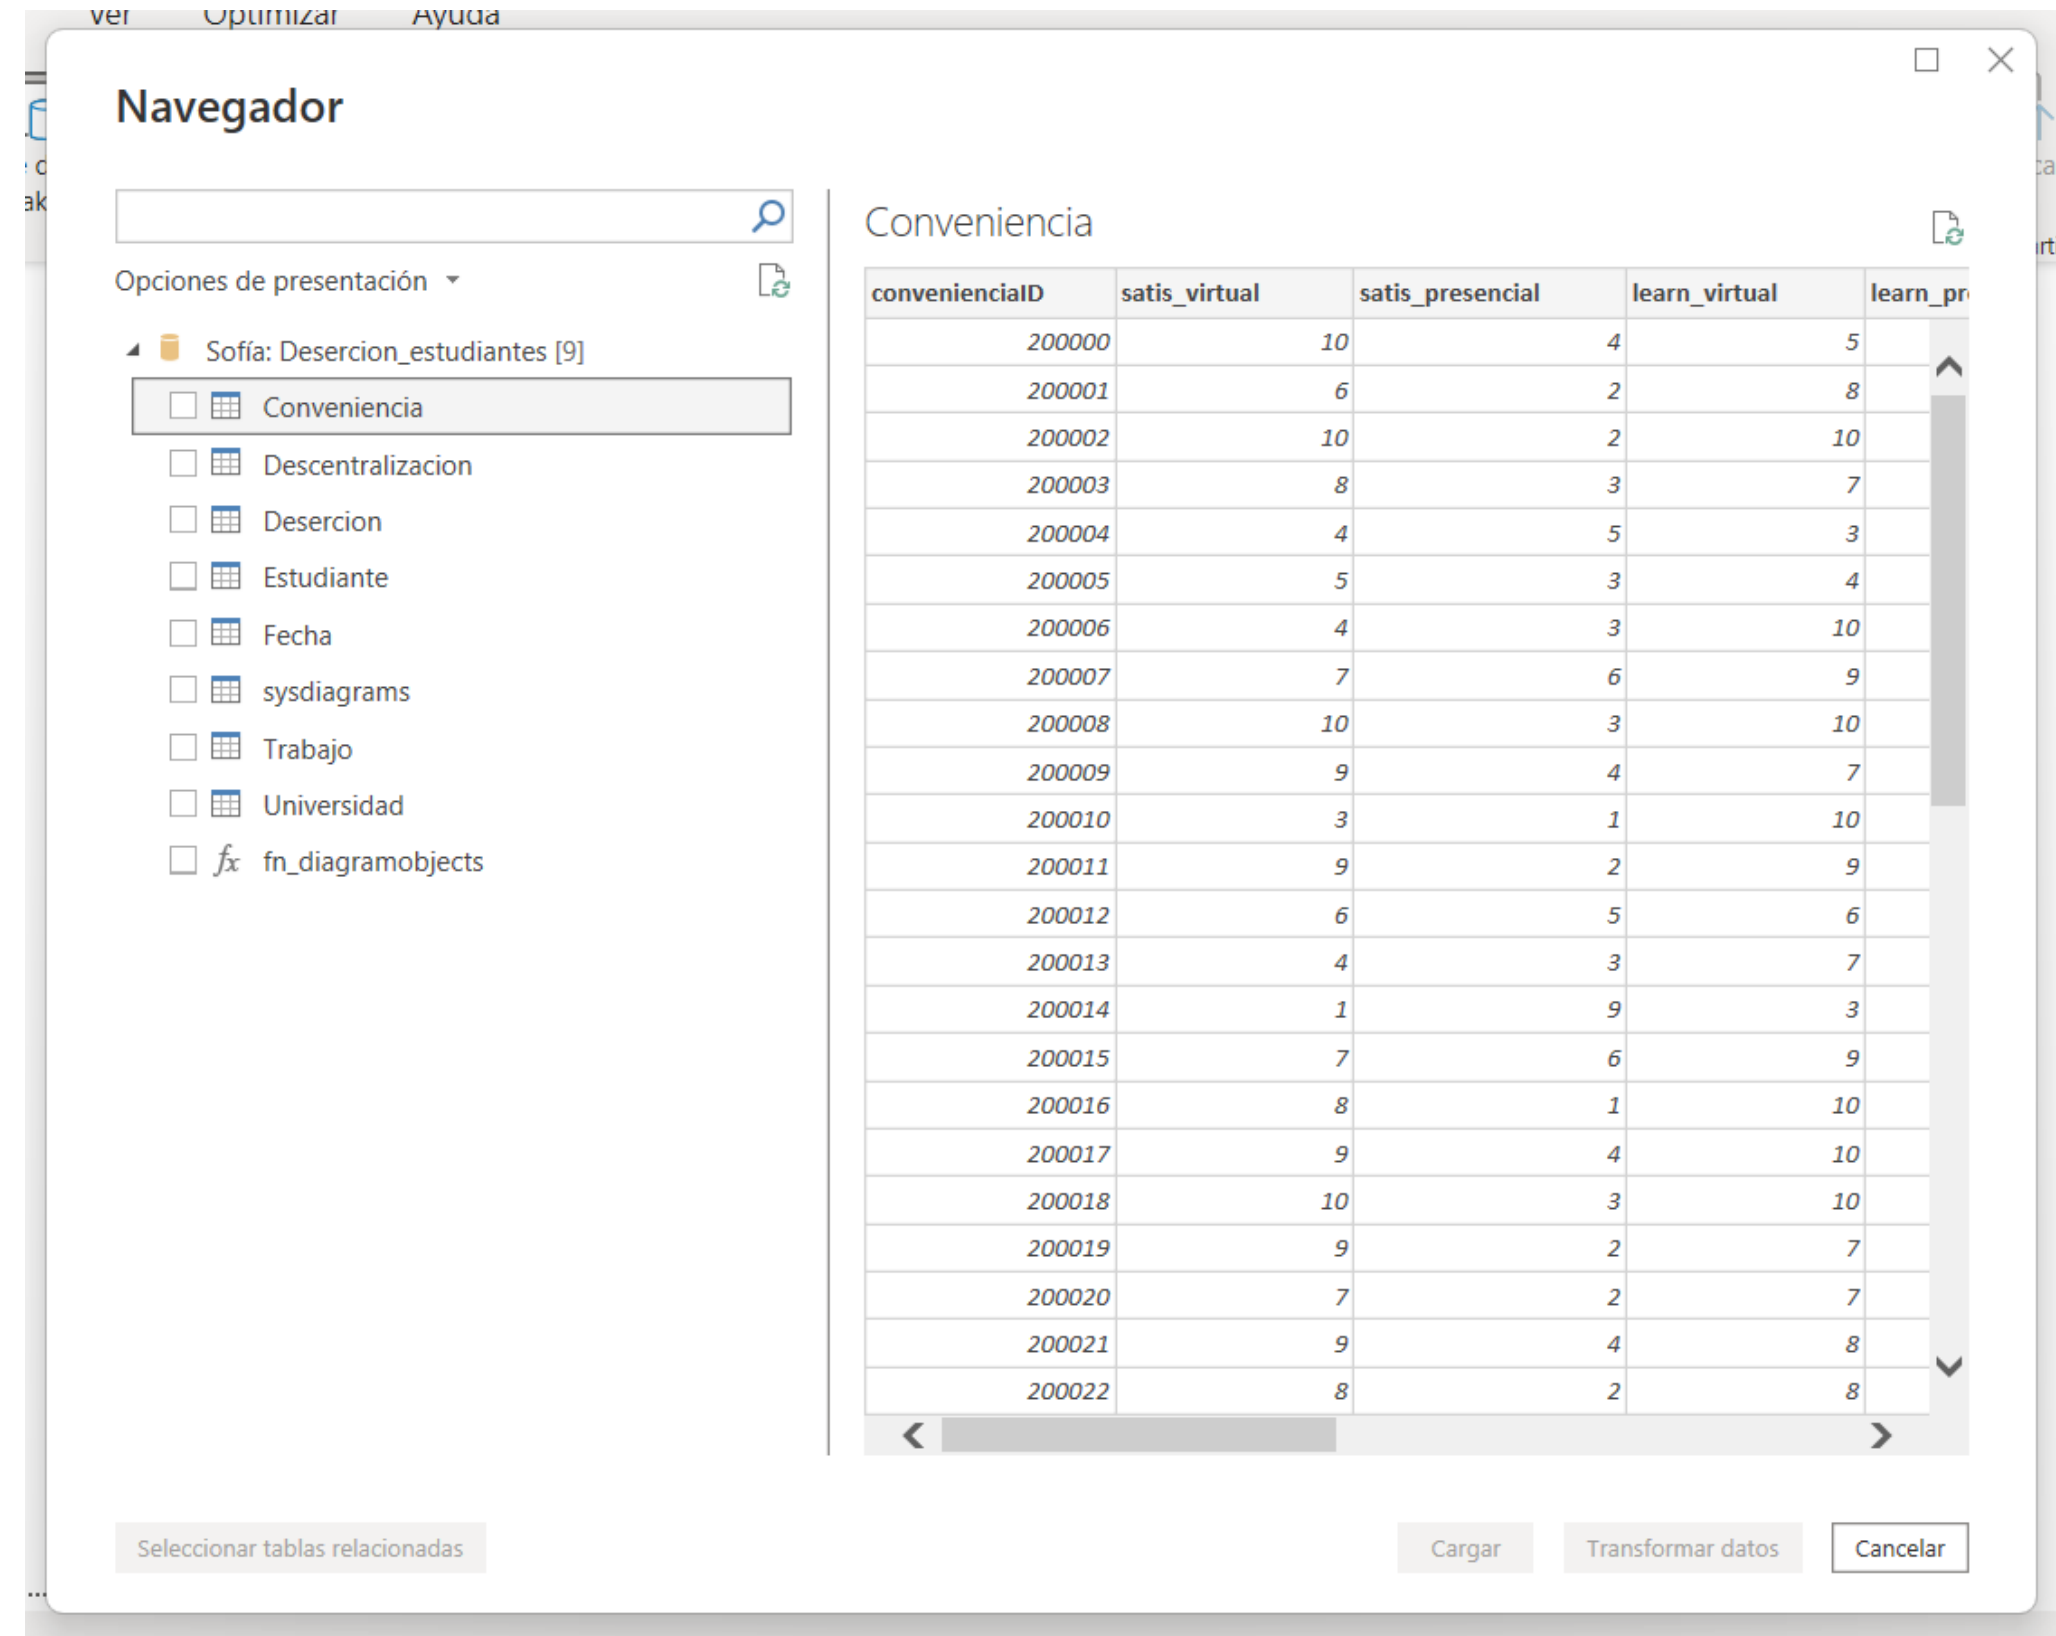 Ver Optimizar Ayuda
Navegador
Opciones de presentación
Sofía: Desercion_estudiantes [9]
Conveniencia
Descentralizacion
Desercion
Estudiante
Fecha
sysdiagrams
Trabajo
Universidad
fx fn_diagramobjects
Conveniencia
convenienciaID satis_virtual satis_presencial learn_virtual
200000 10 4 5
200001 6 2 8
200002 10 2 10
200003 8 3 7
200004 4 5 3
200005 5 3 4
200006 4 3 10
200007 7 6 9
200008 10 3 10
200009 9 4 7
200010 3 1 10
200011 9 2 9
200012 6 5 6
200013 4 3 7
200014 1 9 3
200015 7 6 9
200016 8 1 10
200017 9 4 10
200018 10 3 10
200019 9 2 7
200020 7 2 7
200021 9 4 8
200022 8 2 8
Seleccionar tablas relacionadas
Cargar Transformar datos Cancelar